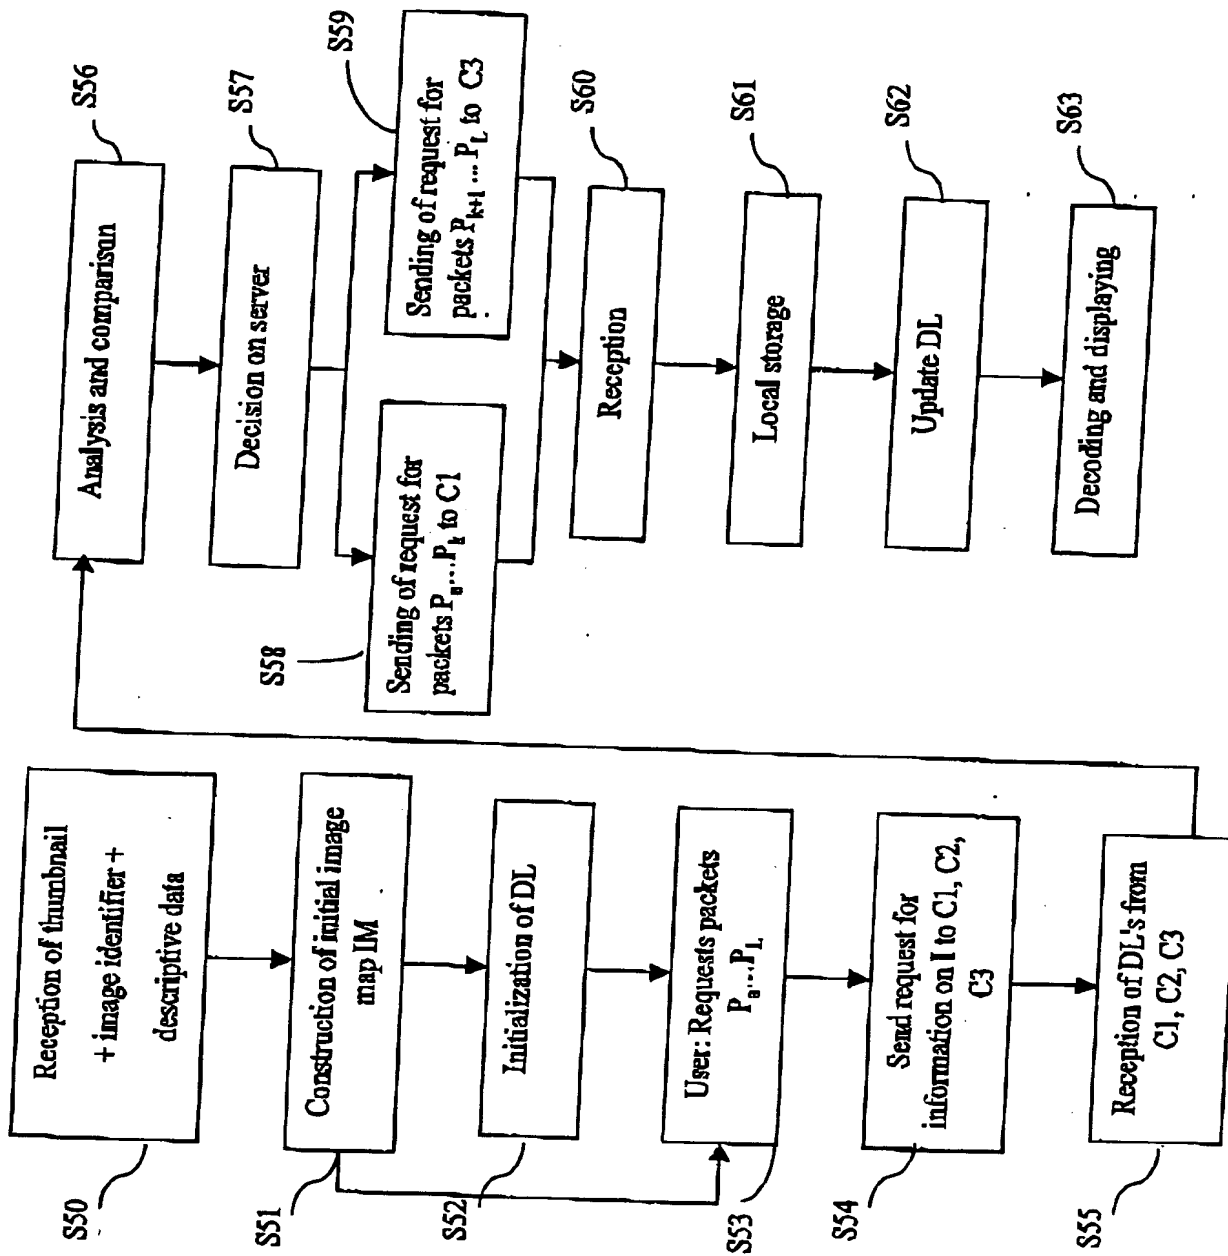 S50
Reception of thumbnail
+ image identifier +
descriptive data
S51
Construction of initial image
map IM
S52
Initialization of DL
S53
User: Requests packets
Pa...PL
S54
Send request for
information on I to C1, C2,
C3
S55
Reception of DL's from
C1, C2, C3
S56
Analysis and comparison
S57
Decision on server
S58
Sending of request for
packets Pa...Pk to C1
S59
Sending of request for
packets Pk+1 ... PL to C3
S60
Reception
S61
Local storage
S62
Update DL
S63
Decoding and displaying